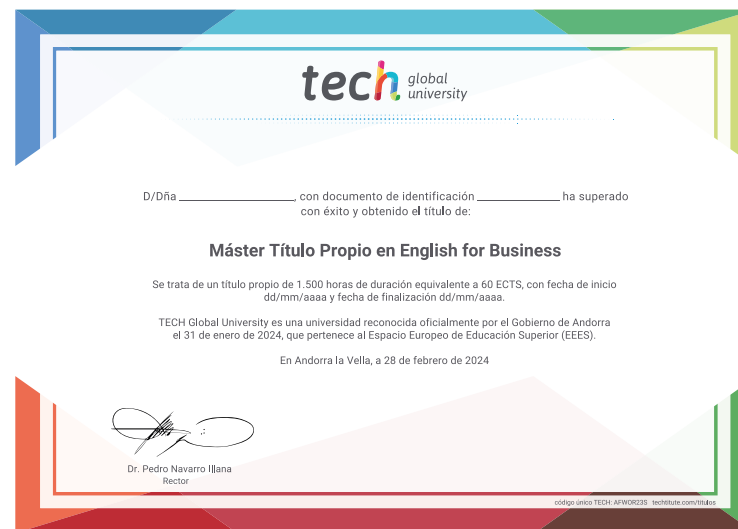 tech global
university
D/Dña ______________, con documento de identificación ______________ ha superado
con éxito y obtenido el título de:
Máster Título Propio en English for Business
Se trata de un título propio de 1.500 horas de duración equivalente a 60 ECTS, con fecha de inicio
dd/mm/aaaa y fecha de finalización dd/mm/aaaa.
TECH Global University es una universidad reconocida oficialmente por el Gobierno de Andorra
el 31 de enero de 2024, que pertenece al Espacio Europeo de Educación Superior (EEES).
En Andorra la Vella, a 28 de febrero de 2024
Dr. Pedro Navarro Illana
Rector
código único TECH: AFWOR23S techtitute.com/titulos